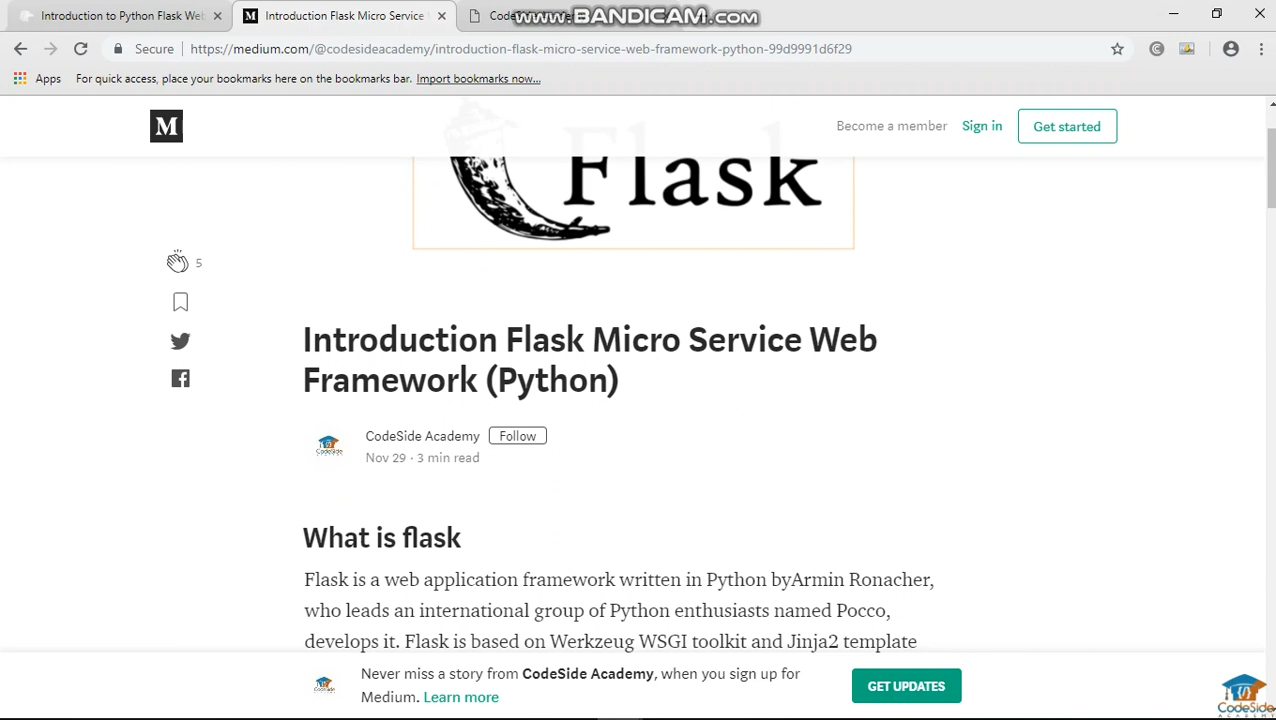 Introduction to Python Flask Web
Introduction Flask Micro Service
Code
www.BANDICAM.com
Secure
https://medium.com/@codesideacademy/introduction-flask-micro-service-web-framework-python-99d9991d6f29
Apps
For quick access, place your bookmarks here on the bookmarks bar. Import bookmarks now...
M
Become a member
Sign in
Get started
Flask
5
Introduction Flask Micro Service Web
Framework (Python)
CodeSide Academy
Follow
Nov 29 · 3 min read
What is flask
Flask is a web application framework written in Python byArmin Ronacher,
who leads an international group of Python enthusiasts named Pocco,
develops it. Flask is based on Werkzeug WSGI toolkit and Jinja2 template
Never miss a story from CodeSide Academy, when you sign up for
Medium. Learn more
GET UPDATES
CodeSide
ACADEMY